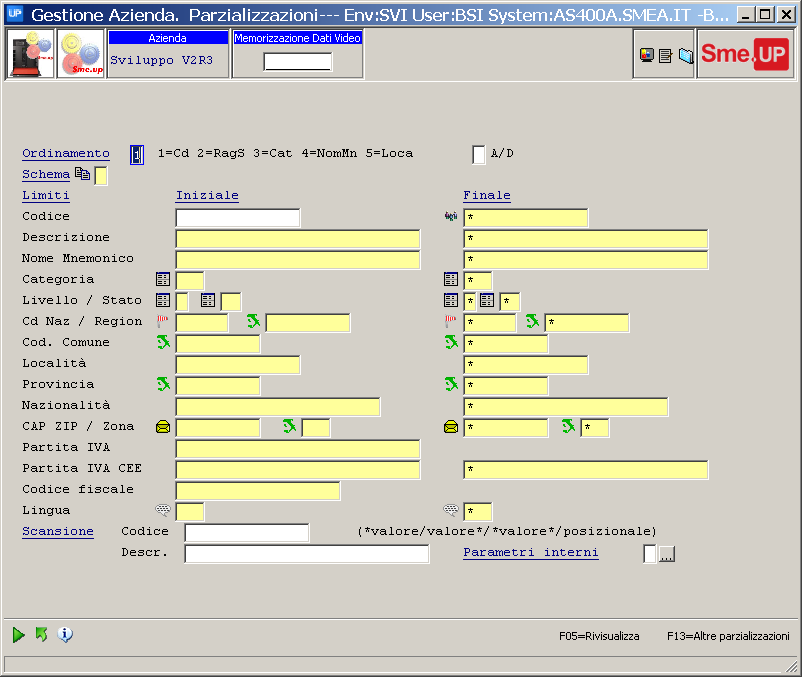 UP Gestione Azienda. Parzializzazioni--- Env:SVI User:BSI System:AS400A.SMEA.IT -B...
Sme.up Azienda Memorizzazione Dati Video Sme.UP
Sviluppo V2R3
Ordinamento 1 1=Cd 2=RagS 3=Cat 4=NomMn 5=Loca A/D
Schema
Limiti Iniziale Finale
Codice *
Descrizione *
Nome Mnemonico *
Categoria *
Livello / Stato * *
Cd Naz / Region * *
Cod. Comune *
Località *
Provincia *
Nazionalità *
CAP ZIP / Zona * *
Partita IVA
Partita IVA CEE *
Codice fiscale
Lingua *
Scansione Codice (*valore/valore*/*valore*/posizionale)
Descr. Parametri interni ...
F05=Rivisualizza F13=Altre parzializzazioni